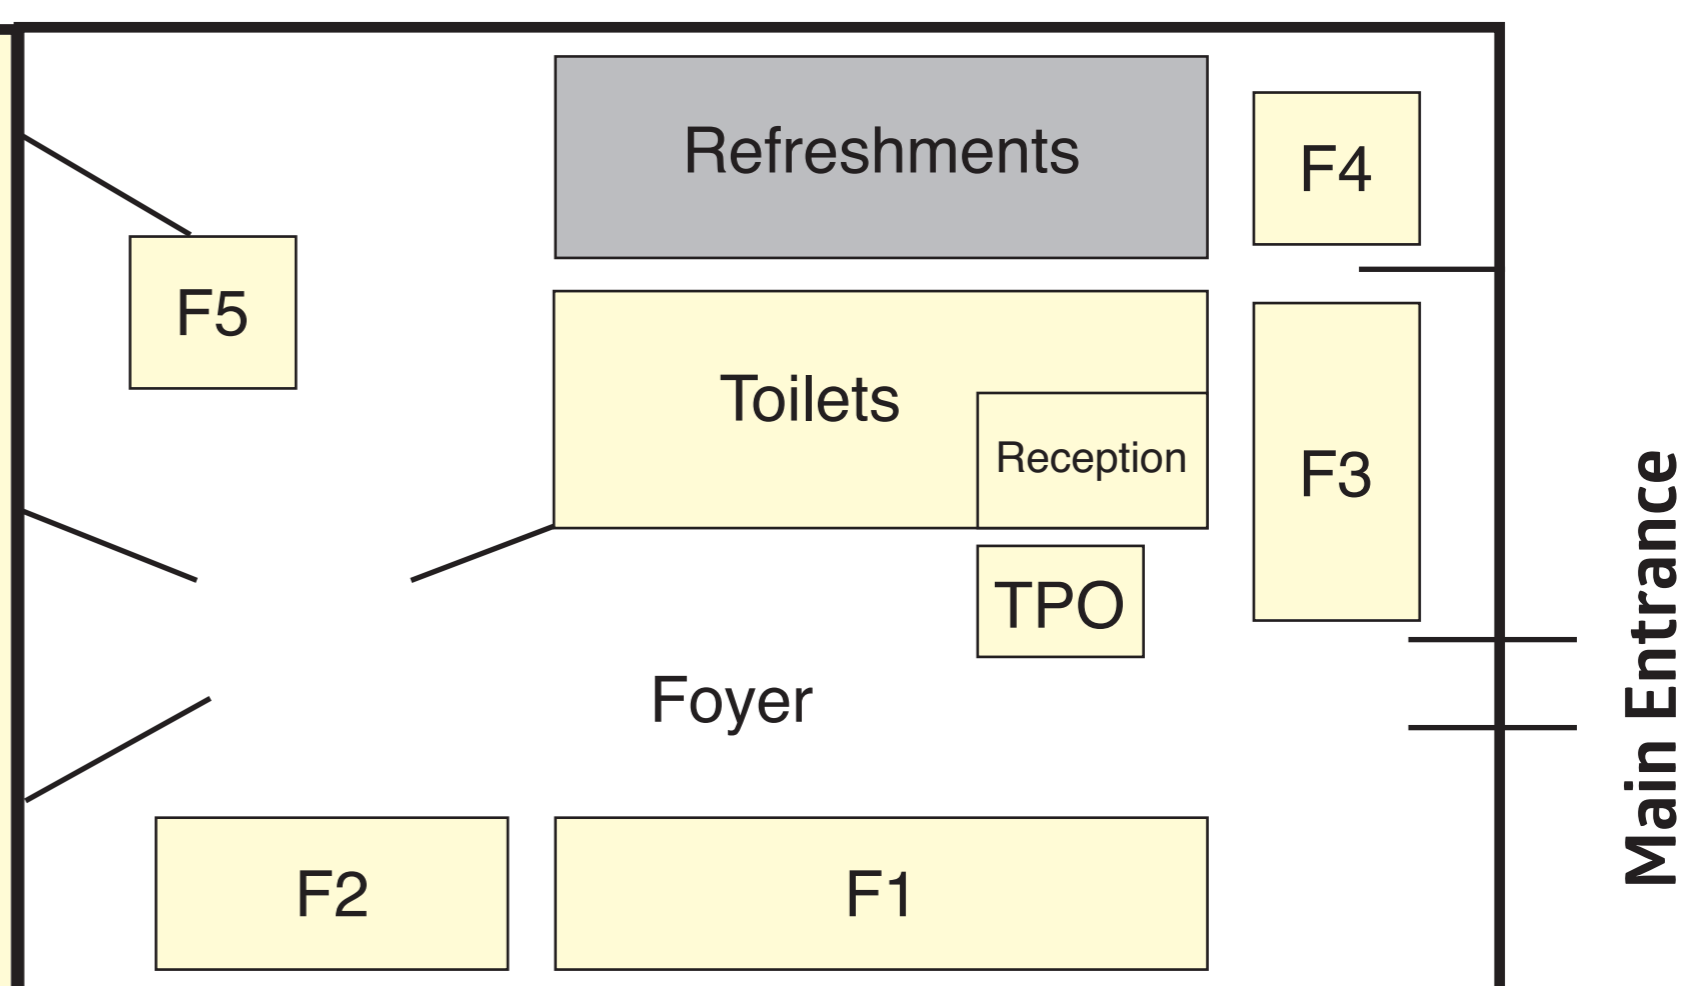 Refreshments
F4
F5
Toilets
Reception
F3
TPO
Foyer
Main Entrance
F2
F1